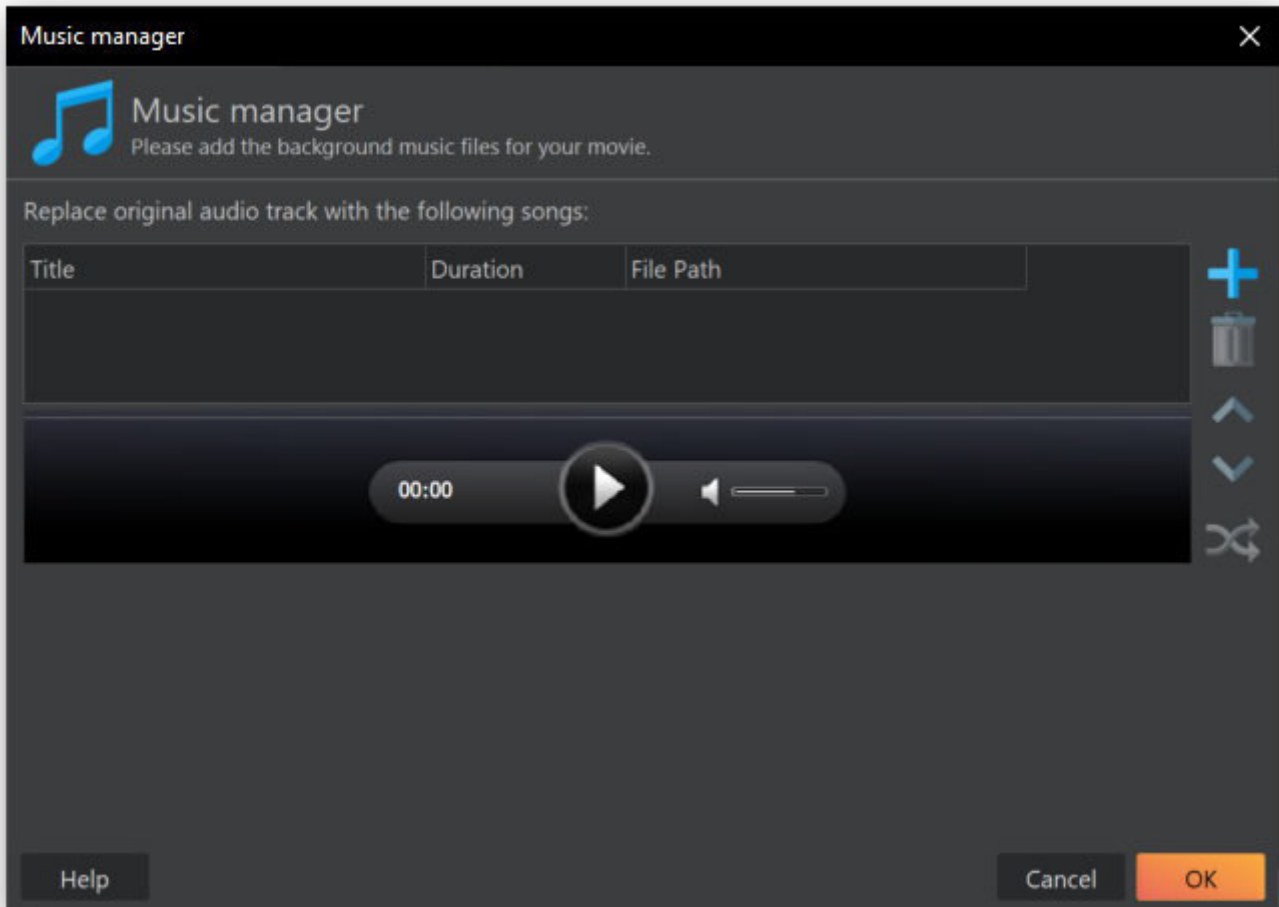 Music manager
Music manager
Please add the background music files for your movie.
Replace original audio track with the following songs:
Title Duration File Path
00:00
Help Cancel OK